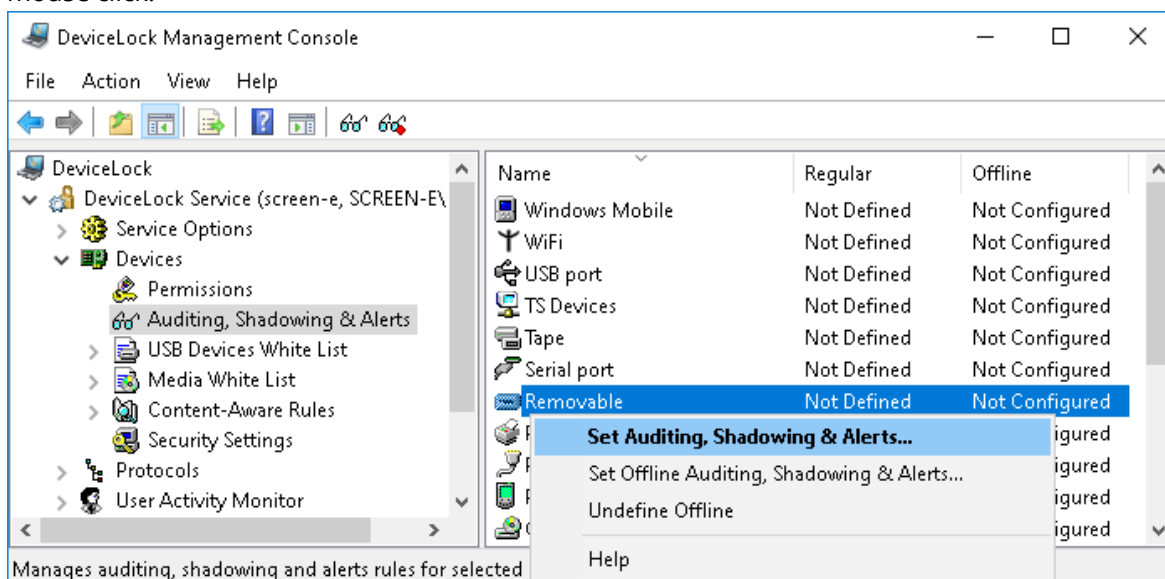 DeviceLock Management Console
File Action View Help
DeviceLock
DeviceLock Service (screen-e, SCREEN-E\
Service Options
Devices
Permissions
Auditing, Shadowing & Alerts
USB Devices White List
Media White List
Content-Aware Rules
Security Settings
Protocols
User Activity Monitor
Name Regular Offline
Windows Mobile Not Defined Not Configured
WiFi Not Defined Not Configured
USB port Not Defined Not Configured
TS Devices Not Defined Not Configured
Tape Not Defined Not Configured
Serial port Not Defined Not Configured
Removable Not Defined Not Configured
Set Auditing, Shadowing & Alerts...
Set Offline Auditing, Shadowing & Alerts...
Undefine Offline
Help
igured
igured
igured
igured
Manages auditing, shadowing and alerts rules for selected